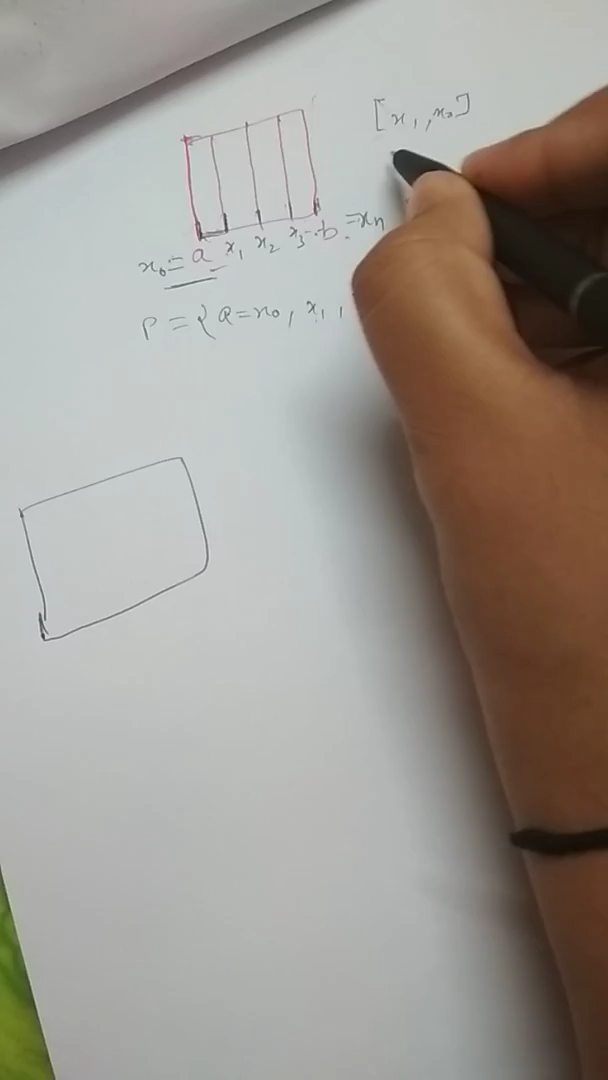 [x₁, x₂]
x₀ = a x₁ x₂ x₃ -- b = xₙ
P = { a = x₀, x₁,